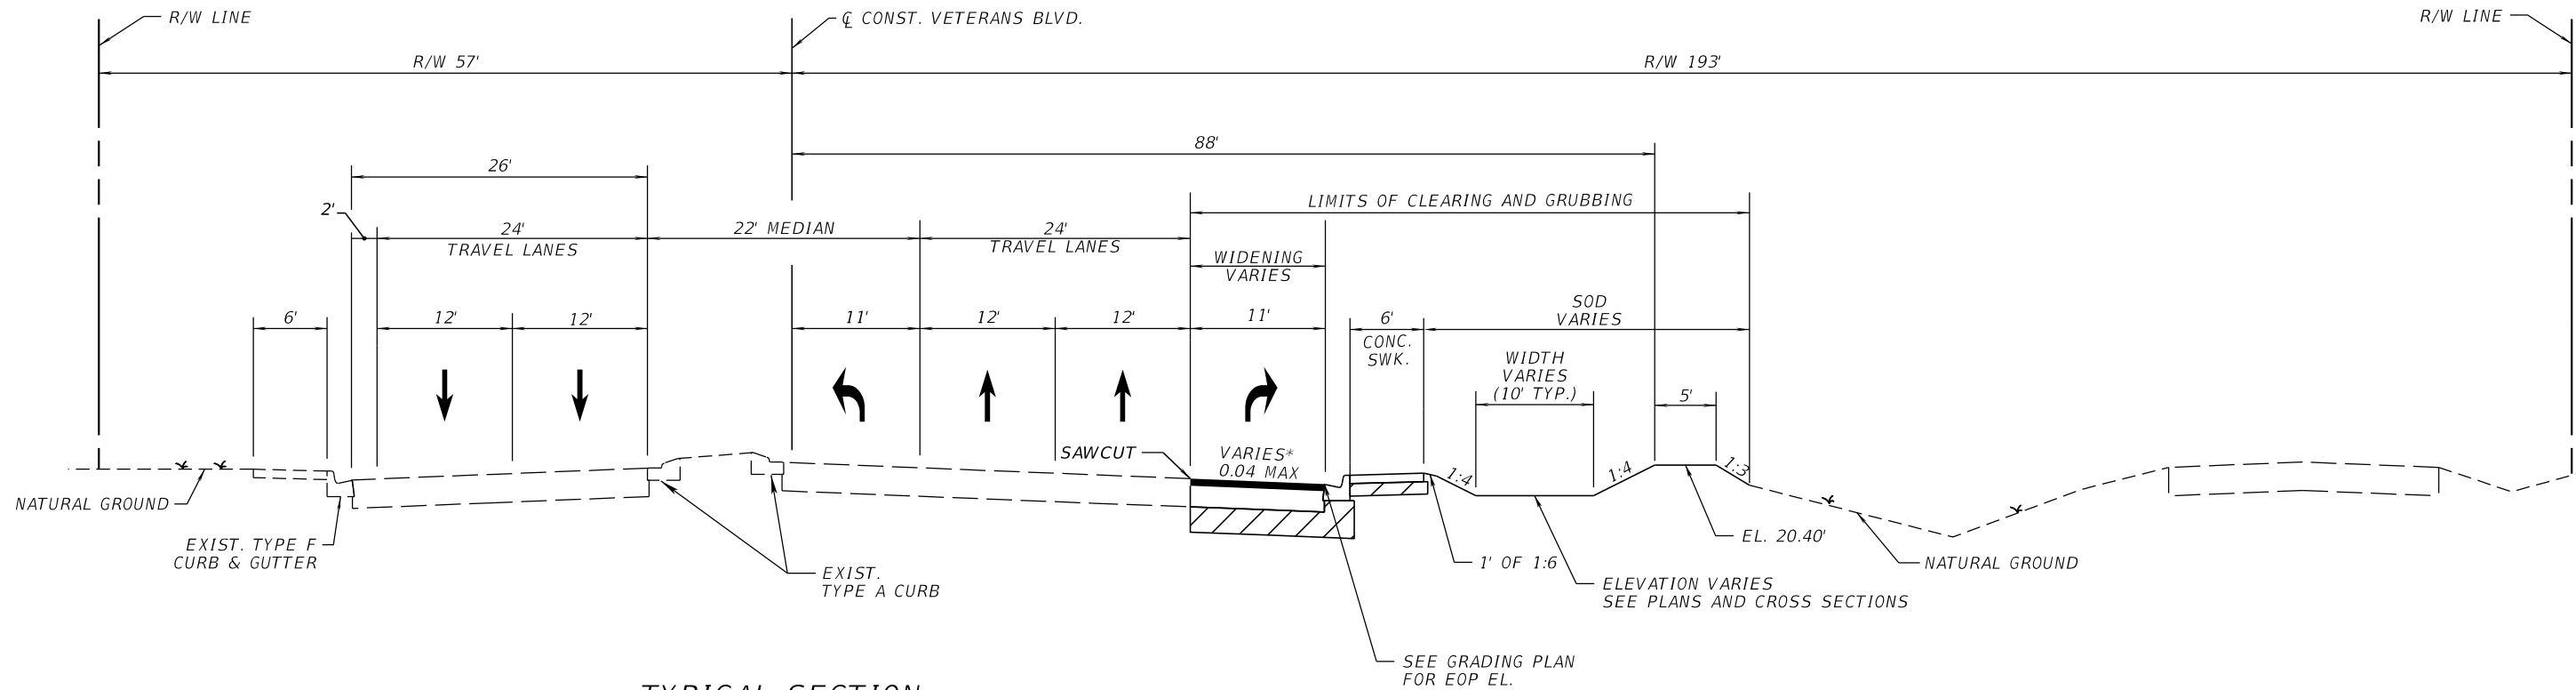 R/W LINE
℄ CONST. VETERANS BLVD.
R/W LINE
R/W 57'
R/W 193'
88'
26'
LIMITS OF CLEARING AND GRUBBING
2'
24'
TRAVEL LANES
22' MEDIAN
24'
TRAVEL LANES
WIDENING
VARIES
6'
12'
12'
11'
12'
12'
11'
6'
CONC.
SWK.
SOD
VARIES
WIDTH
VARIES
(10' TYP.)
5'
SAWCUT
VARIES*
0.04 MAX
1:4
1:4
1:3
NATURAL GROUND
EXIST. TYPE F
CURB & GUTTER
EXIST.
TYPE A CURB
1' OF 1:6
EL. 20.40'
NATURAL GROUND
ELEVATION VARIES
SEE PLANS AND CROSS SECTIONS
SEE GRADING PLAN
FOR EOP EL.
TYPICAL SECTION